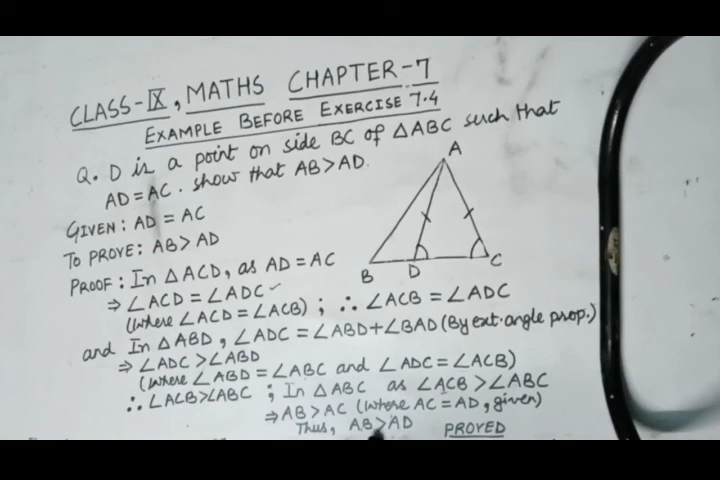 CLASS-IX, MATHS CHAPTER-7
EXAMPLE BEFORE EXERCISE 7.4
Q. D is a point on side BC of △ABC such that
AD = AC. show that AB > AD.
GIVEN: AD = AC
TO PROVE: AB > AD
PROOF: In △ACD, as AD = AC
⇒ ∠ACD = ∠ADC ✓
(Where ∠ACD = ∠ACB) ; ∴ ∠ACB = ∠ADC
and In △ABD, ∠ADC = ∠ABD + ∠BAD (By ext. angle prop.)
⇒ ∠ADC > ∠ABD
(Where ∠ABD = ∠ABC and ∠ADC = ∠ACB)
∴ ∠ACB > ∠ABC ; In △ABC as ∠ACB > ∠ABC
⇒ AB > AC (where AC = AD, given)
Thus, AB > AD PROVED
A
B
D
C